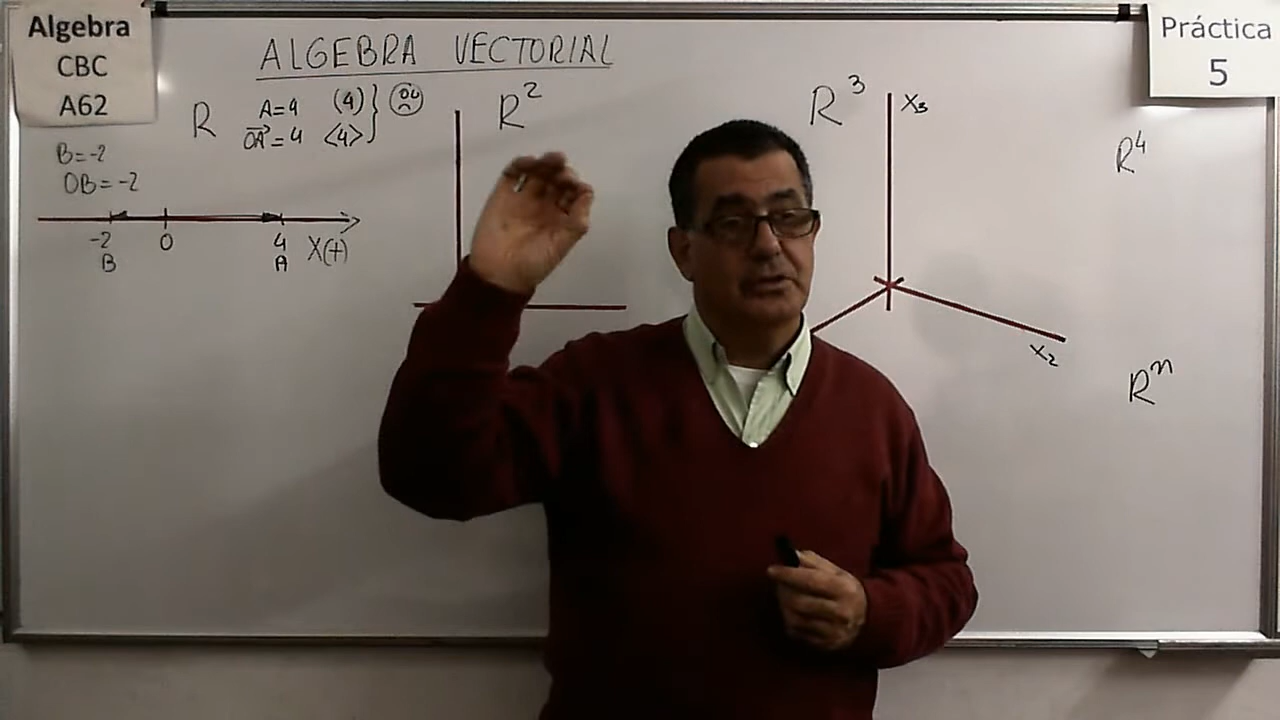 Algebra
CBC
A62
Práctica
5
ALGEBRA VECTORIAL
R
A=4 (4)
OA=4 <4>
B=-2
OB=-2
-2 0 4 X(+)
B A
R²
R³
X₃
X₂
R⁴
Rⁿ